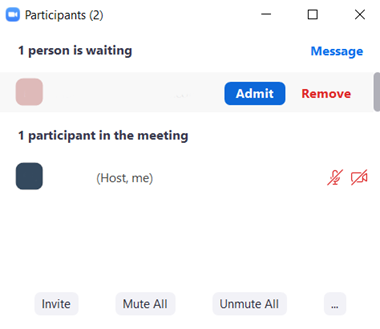 Participants (2)
1 person is waiting Message
Admit Remove
1 participant in the meeting
(Host, me)
Invite Mute All Unmute All ...